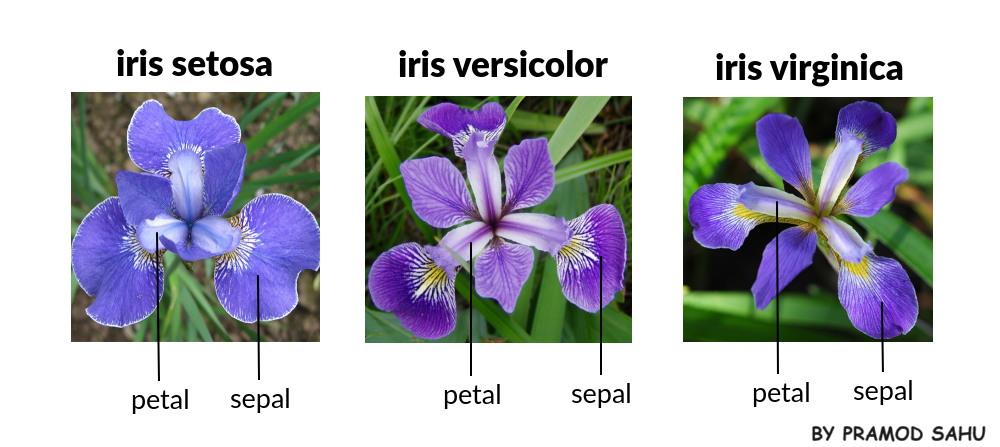 iris setosa
iris versicolor
iris virginica
petal
sepal
petal
sepal
petal
sepal
BY PRAMOD SAHU